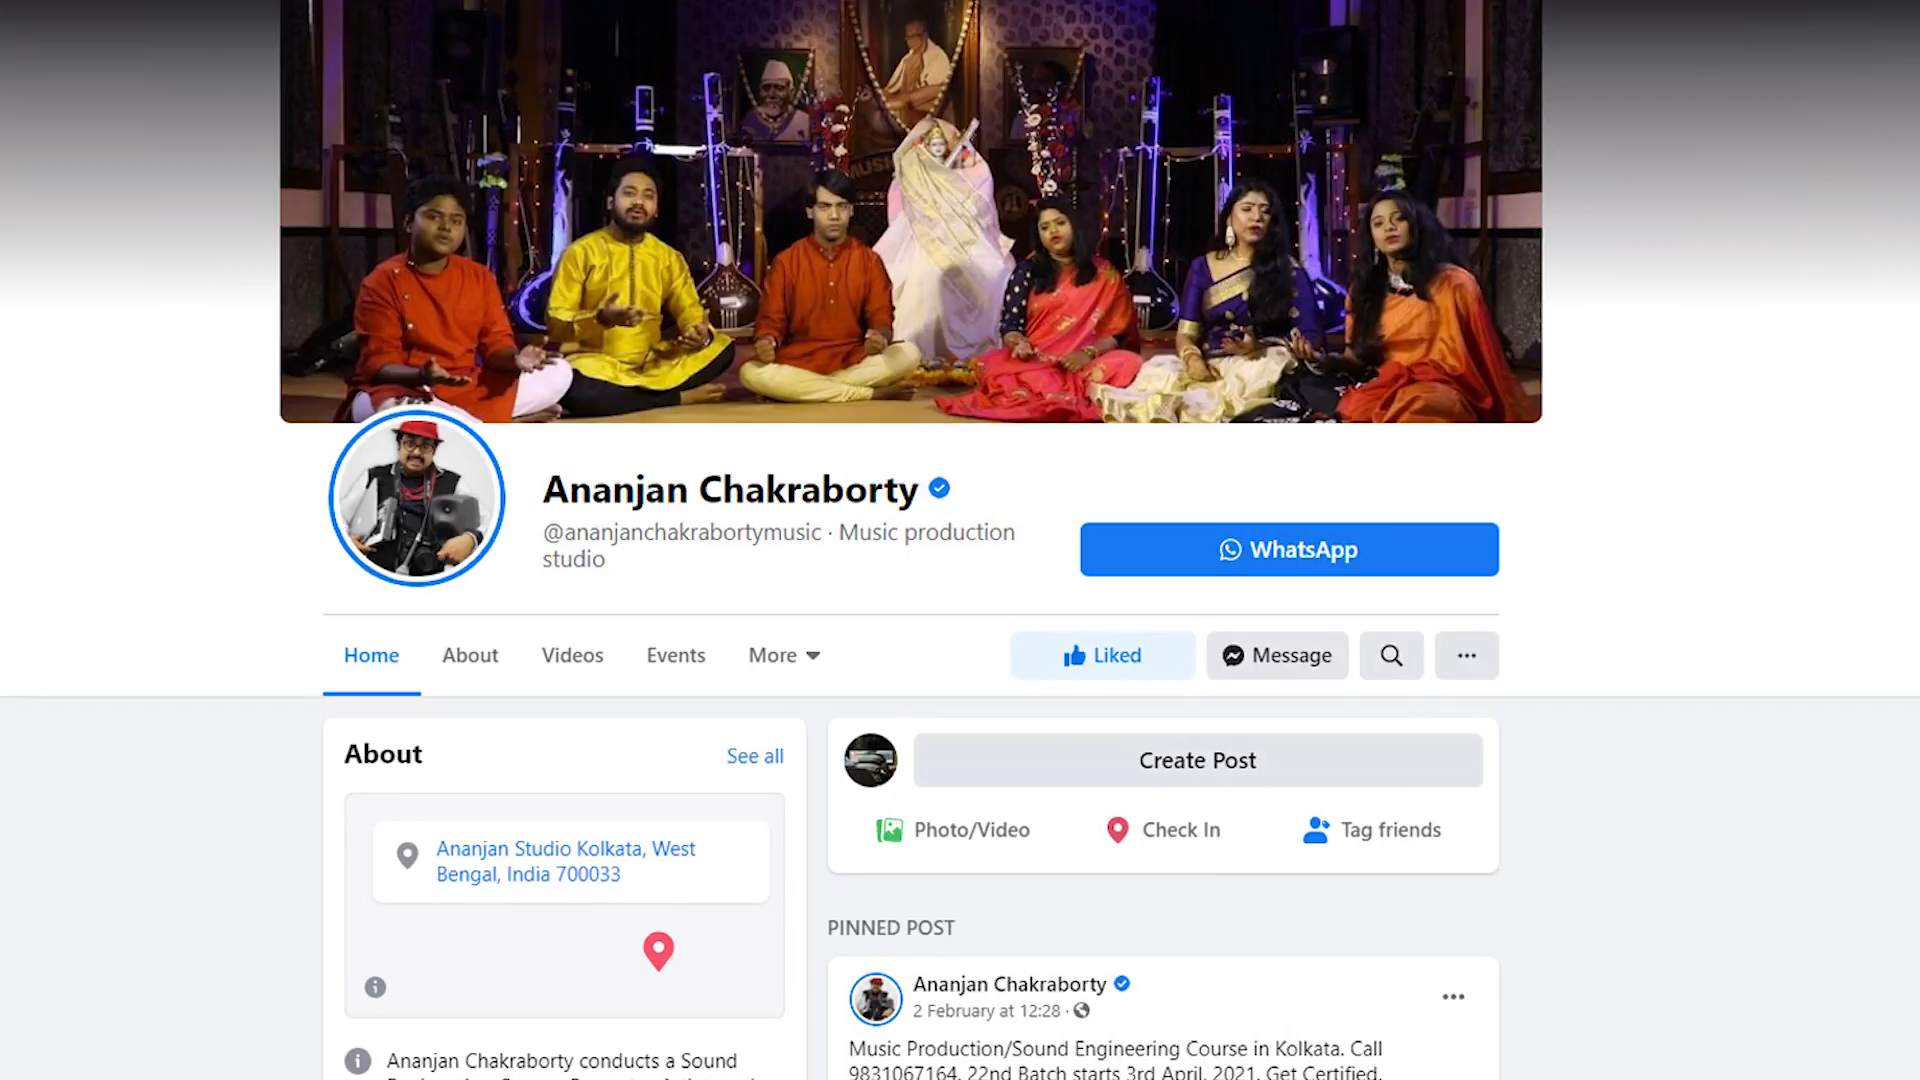 MUSIC
Ananjan Chakraborty
@ananjanchakrabortymusic · Music production
studio
WhatsApp
Home
About
Videos
Events
More
Liked
Message
About
See all
Ananjan Studio Kolkata, West
Bengal, India 700033
Ananjan Chakraborty conducts a Sound
Create Post
Photo/Video
Check In
Tag friends
PINNED POST
Ananjan Chakraborty
2 February at 12:28 ·
Music Production/Sound Engineering Course in Kolkata. Call
9831067164. 22nd Batch starts 3rd April, 2021. Get Certified.